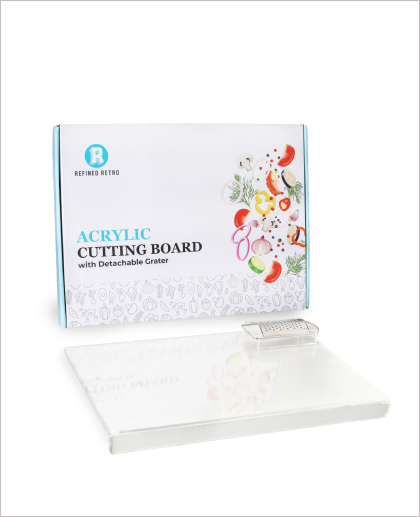 R
REFINED RETRO
ACRYLIC
CUTTING BOARD
with Detachable Grater